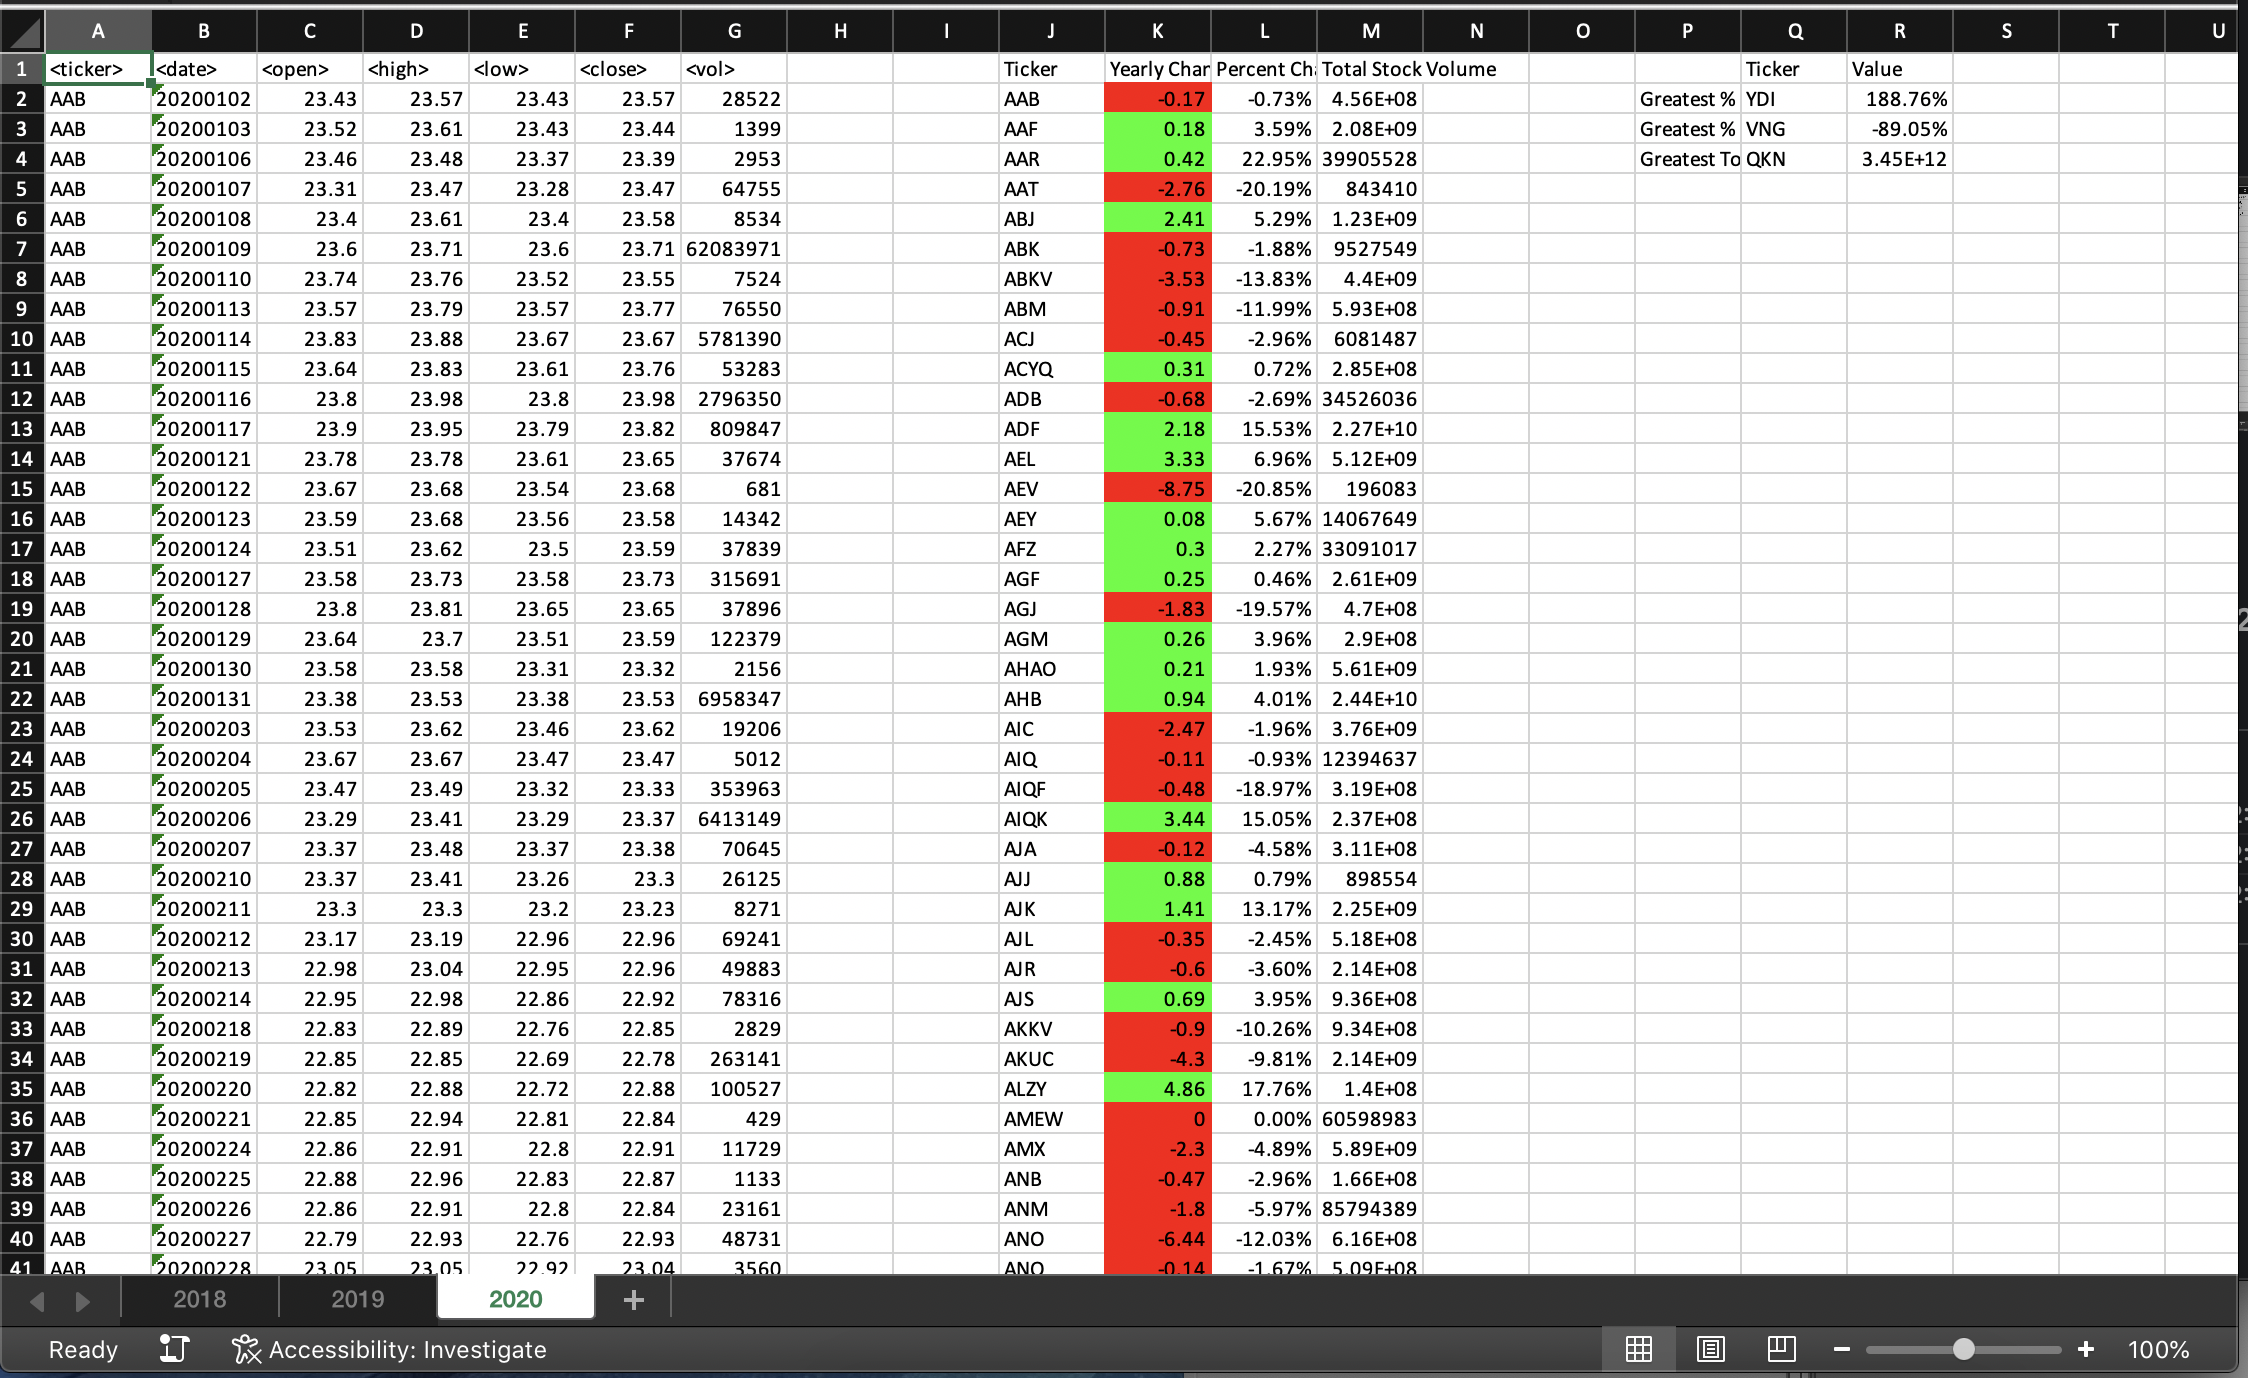 A B C D E F G H I J K L M N O P Q R S T U
1 <ticker> <date> <open> <high> <low> <close> <vol> Ticker Yearly Char Percent Ch Total Stock Volume Ticker Value
2 AAB 20200102 23.43 23.57 23.43 23.57 28522 AAB -0.17 -0.73% 4.56E+08 Greatest % YDI 188.76%
3 AAB 20200103 23.52 23.61 23.43 23.44 1399 AAF 0.18 3.59% 2.08E+09 Greatest % VNG -89.05%
4 AAB 20200106 23.46 23.48 23.37 23.39 2953 AAR 0.42 22.95% 39905528 Greatest To QKN 3.45E+12
5 AAB 20200107 23.31 23.47 23.28 23.47 64755 AAT -2.76 -20.19% 843410
6 AAB 20200108 23.4 23.61 23.4 23.58 8534 ABJ 2.41 5.29% 1.23E+09
7 AAB 20200109 23.6 23.71 23.6 23.71 62083971 ABK -0.73 -1.88% 9527549
8 AAB 20200110 23.74 23.76 23.52 23.55 7524 ABKV -3.53 -13.83% 4.4E+09
9 AAB 20200113 23.57 23.79 23.57 23.77 76550 ABM -0.91 -11.99% 5.93E+08
10 AAB 20200114 23.83 23.88 23.67 23.67 5781390 ACJ -0.45 -2.96% 6081487
11 AAB 20200115 23.64 23.83 23.61 23.76 53283 ACYQ 0.31 0.72% 2.85E+08
12 AAB 20200116 23.8 23.98 23.8 23.98 2796350 ADB -0.68 -2.69% 34526036
13 AAB 20200117 23.9 23.95 23.79 23.82 809847 ADF 2.18 15.53% 2.27E+10
14 AAB 20200121 23.78 23.78 23.61 23.65 37674 AEL 3.33 6.96% 5.12E+09
15 AAB 20200122 23.67 23.68 23.54 23.68 681 AEV -8.75 -20.85% 196083
16 AAB 20200123 23.59 23.68 23.56 23.58 14342 AEY 0.08 5.67% 14067649
17 AAB 20200124 23.51 23.62 23.5 23.59 37839 AFZ 0.3 2.27% 33091017
18 AAB 20200127 23.58 23.73 23.58 23.73 315691 AGF 0.25 0.46% 2.61E+09
19 AAB 20200128 23.8 23.81 23.65 23.65 37896 AGJ -1.83 -19.57% 4.7E+08
20 AAB 20200129 23.64 23.7 23.51 23.59 122379 AGM 0.26 3.96% 2.9E+08
21 AAB 20200130 23.58 23.58 23.31 23.32 2156 AHAO 0.21 1.93% 5.61E+09
22 AAB 20200131 23.38 23.53 23.38 23.53 6958347 AHB 0.94 4.01% 2.44E+10
23 AAB 20200203 23.53 23.62 23.46 23.62 19206 AIC -2.47 -1.96% 3.76E+09
24 AAB 20200204 23.67 23.67 23.47 23.47 5012 AIQ -0.11 -0.93% 12394637
25 AAB 20200205 23.47 23.49 23.32 23.33 353963 AIQF -0.48 -18.97% 3.19E+08
26 AAB 20200206 23.29 23.41 23.29 23.37 6413149 AIQK 3.44 15.05% 2.37E+08
27 AAB 20200207 23.37 23.48 23.37 23.38 70645 AJA -0.12 -4.58% 3.11E+08
28 AAB 20200210 23.37 23.41 23.26 23.3 26125 AJJ 0.88 0.79% 898554
29 AAB 20200211 23.3 23.3 23.2 23.23 8271 AJK 1.41 13.17% 2.25E+09
30 AAB 20200212 23.17 23.19 22.96 22.96 69241 AJL -0.35 -2.45% 5.18E+08
31 AAB 20200213 22.98 23.04 22.95 22.96 49883 AJR -0.6 -3.60% 2.14E+08
32 AAB 20200214 22.95 22.98 22.86 22.92 78316 AJS 0.69 3.95% 9.36E+08
33 AAB 20200218 22.83 22.89 22.76 22.85 2829 AKKV -0.9 -10.26% 9.34E+08
34 AAB 20200219 22.85 22.85 22.69 22.78 263141 AKUC -4.3 -9.81% 2.14E+09
35 AAB 20200220 22.82 22.88 22.72 22.88 100527 ALZY 4.86 17.76% 1.4E+08
36 AAB 20200221 22.85 22.94 22.81 22.84 429 AMEW 0 0.00% 60598983
37 AAB 20200224 22.86 22.91 22.8 22.91 11729 AMX -2.3 -4.89% 5.89E+09
38 AAB 20200225 22.88 22.96 22.83 22.87 1133 ANB -0.47 -2.96% 1.66E+08
39 AAB 20200226 22.86 22.91 22.8 22.84 23161 ANM -1.8 -5.97% 85794389
40 AAB 20200227 22.79 22.93 22.76 22.93 48731 ANO -6.44 -12.03% 6.16E+08
41 AAB 20200228 23.05 23.05 22.92 23.04 3560 -0.14 -1.67% 5.09E+08
2018 2019 2020 +
Ready Accessibility: Investigate − + 100%